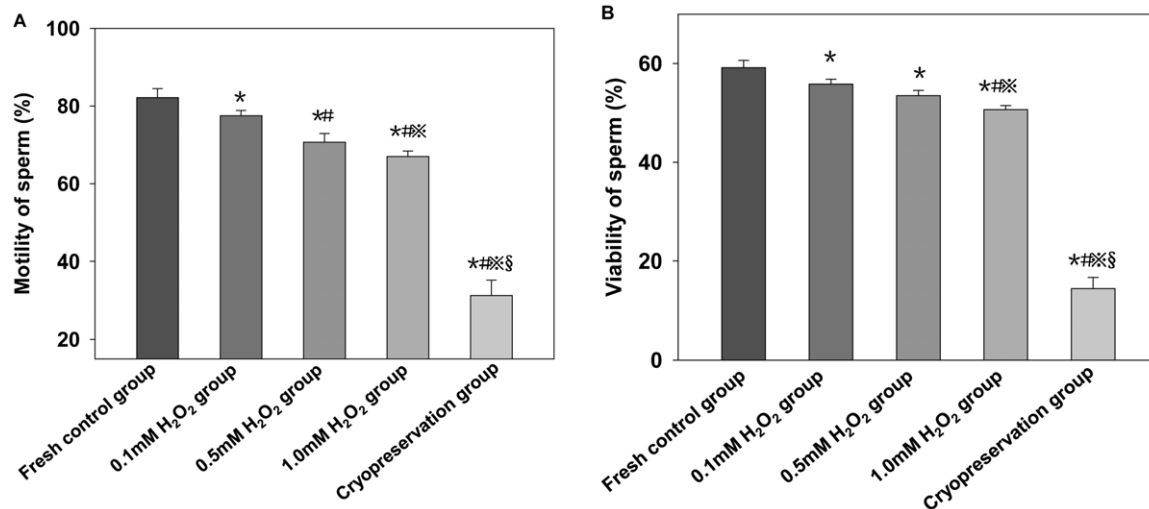 A
Motility of sperm (%)
100
80
60
40
20
*
*#
*#※
*#※§
Fresh control group
0.1mM H₂O₂ group
0.5mM H₂O₂ group
1.0mM H₂O₂ group
Cryopreservation group
B
Viability of sperm (%)
60
40
20
0
*
*
*#※
*#※§
Fresh control group
0.1mM H₂O₂ group
0.5mM H₂O₂ group
1.0mM H₂O₂ group
Cryopreservation group